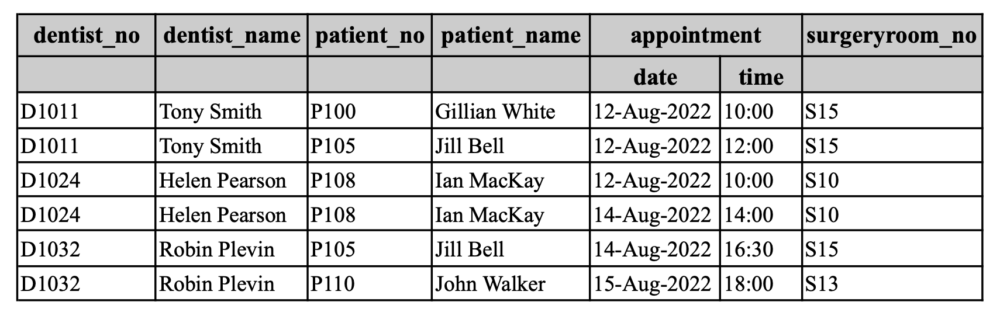 dentist_no dentist_name patient_no patient_name appointment surgeryroom_no
date time
D1011 Tony Smith P100 Gillian White 12-Aug-2022 10:00 S15
D1011 Tony Smith P105 Jill Bell 12-Aug-2022 12:00 S15
D1024 Helen Pearson P108 Ian MacKay 12-Aug-2022 10:00 S10
D1024 Helen Pearson P108 Ian MacKay 14-Aug-2022 14:00 S10
D1032 Robin Plevin P105 Jill Bell 14-Aug-2022 16:30 S15
D1032 Robin Plevin P110 John Walker 15-Aug-2022 18:00 S13